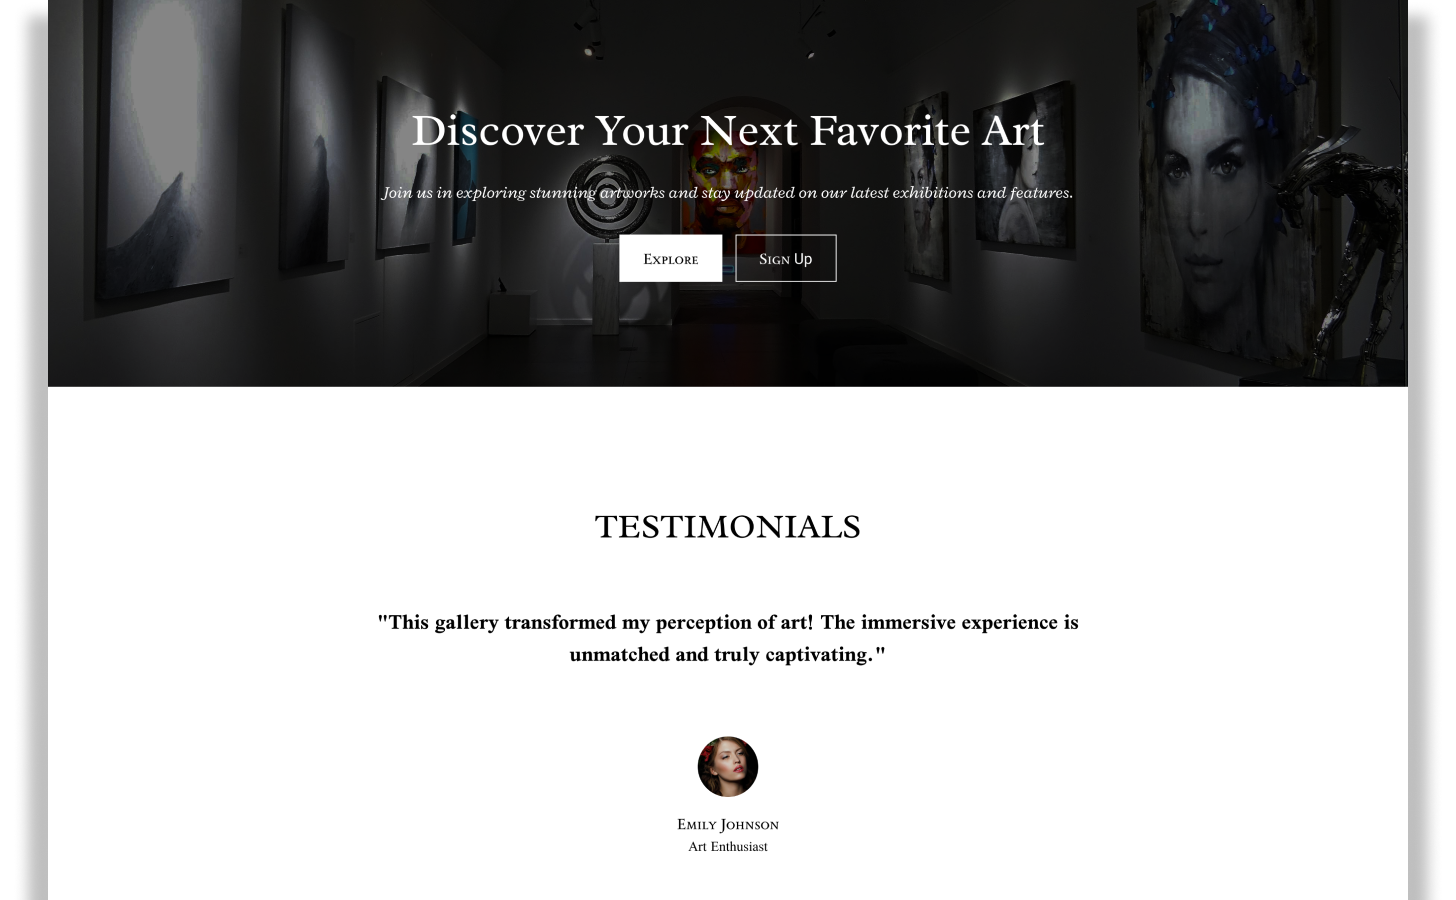 Discover Your Next Favorite Art
Join us in exploring stunning artworks and stay updated on our latest exhibitions and features.
Explore
Sign Up
TESTIMONIALS
"This gallery transformed my perception of art! The immersive experience is
unmatched and truly captivating."
Emily Johnson
Art Enthusiast